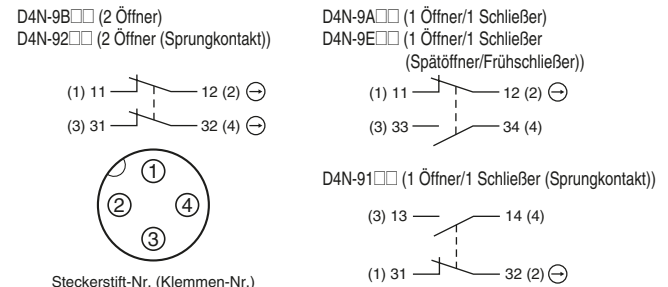 D4N-9B□□ (2 Öffner)
D4N-92□□ (2 Öffner (Sprungkontakt))
(1) 11 12 (2)
(3) 31 32 (4)
1
2 4
3
Steckerstift-Nr. (Klemmen-Nr.)
D4N-9A□□ (1 Öffner/1 Schließer)
D4N-9E□□ (1 Öffner/1 Schließer
(Spätöffner/Frühschließer))
(1) 11 12 (2)
(3) 33 34 (4)
D4N-91□□ (1 Öffner/1 Schließer (Sprungkontakt))
(3) 13 14 (4)
(1) 31 32 (2)